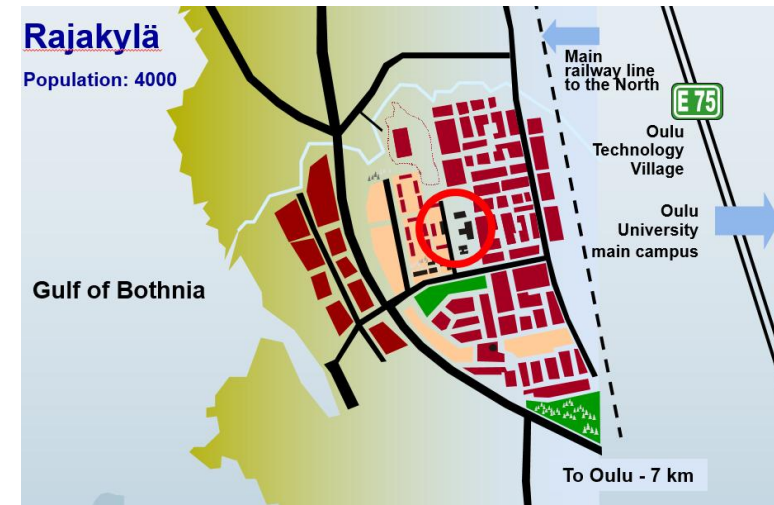 Rajakylä
Population: 4000
Main
railway line
to the North
E 75
Oulu
Technology
Village
Oulu
University
main campus
Gulf of Bothnia
To Oulu - 7 km